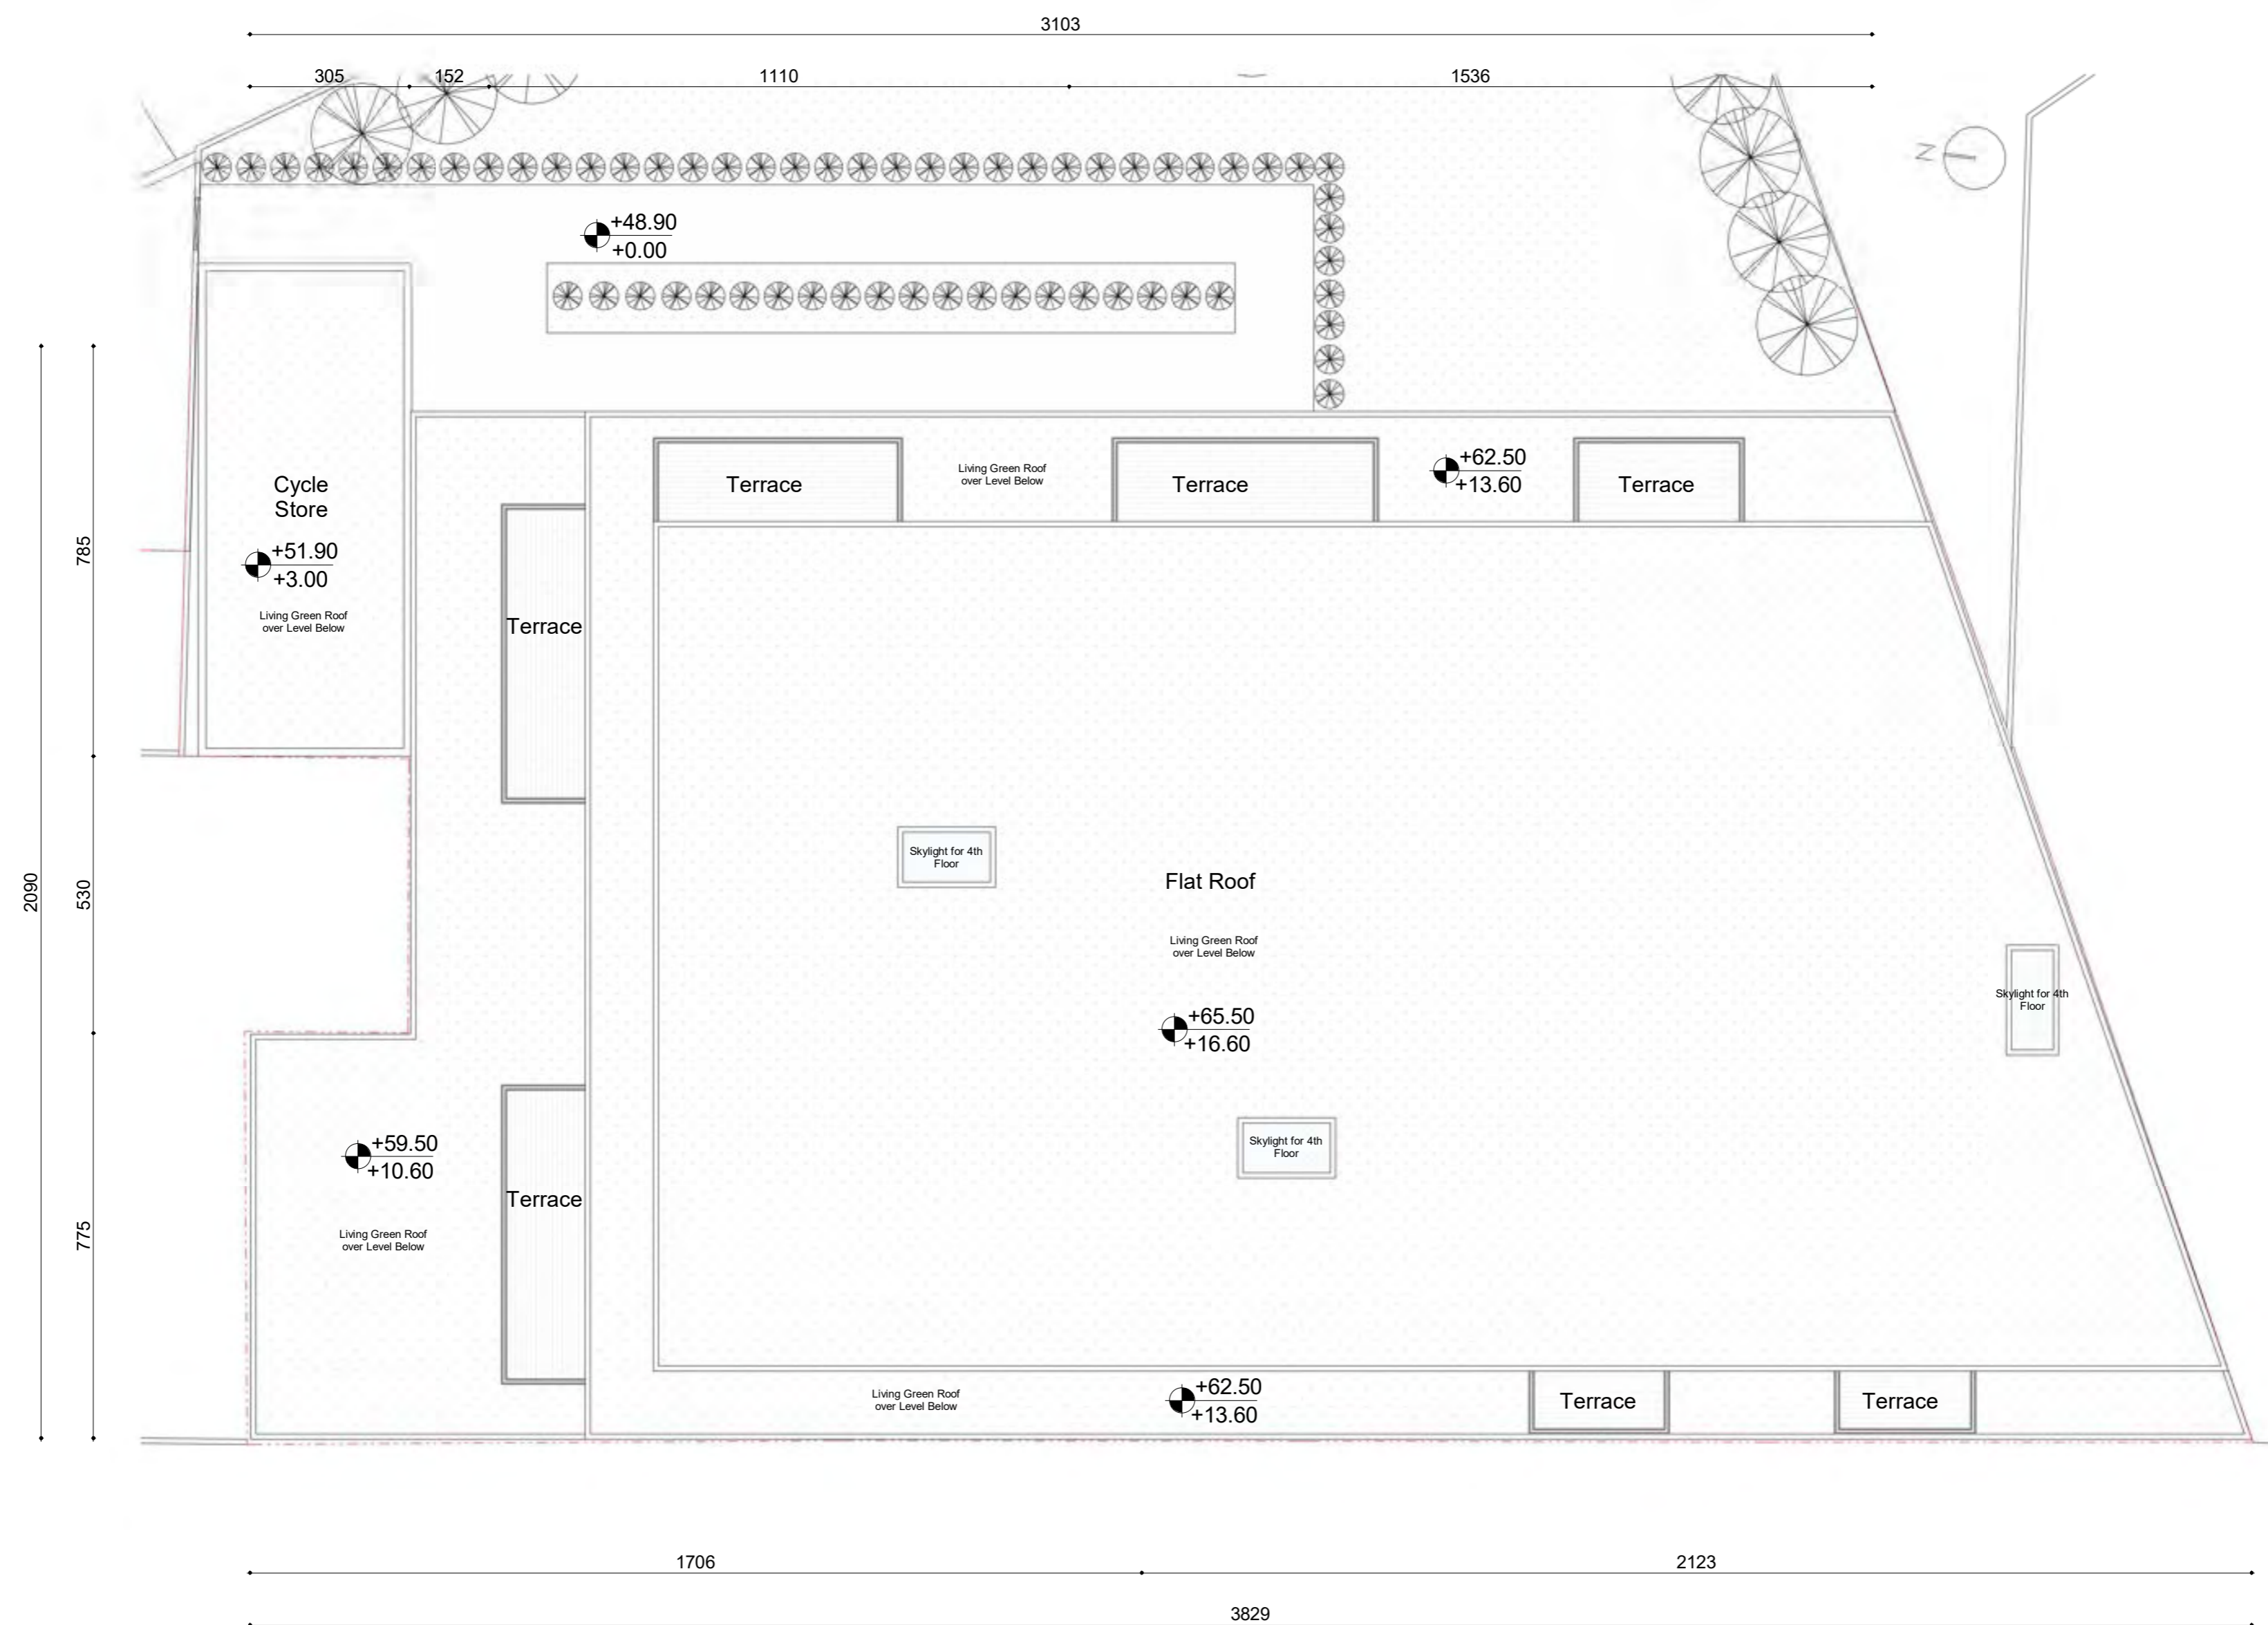 3103
305
152
1110
1536
N
+48.90
+0.00
Terrace
Living Green Roof
over Level Below
Terrace
+62.50
+13.60
Terrace
Cycle
Store
+51.90
+3.00
Living Green Roof
over Level Below
785
Terrace
Skylight for 4th
Floor
Flat Roof
2090
530
Living Green Roof
over Level Below
Skylight for 4th
Floor
+65.50
+16.60
+59.50
+10.60
Skylight for 4th
Floor
Terrace
775
Living Green Roof
over Level Below
Living Green Roof
over Level Below
+62.50
+13.60
Terrace
Terrace
1706
2123
3829